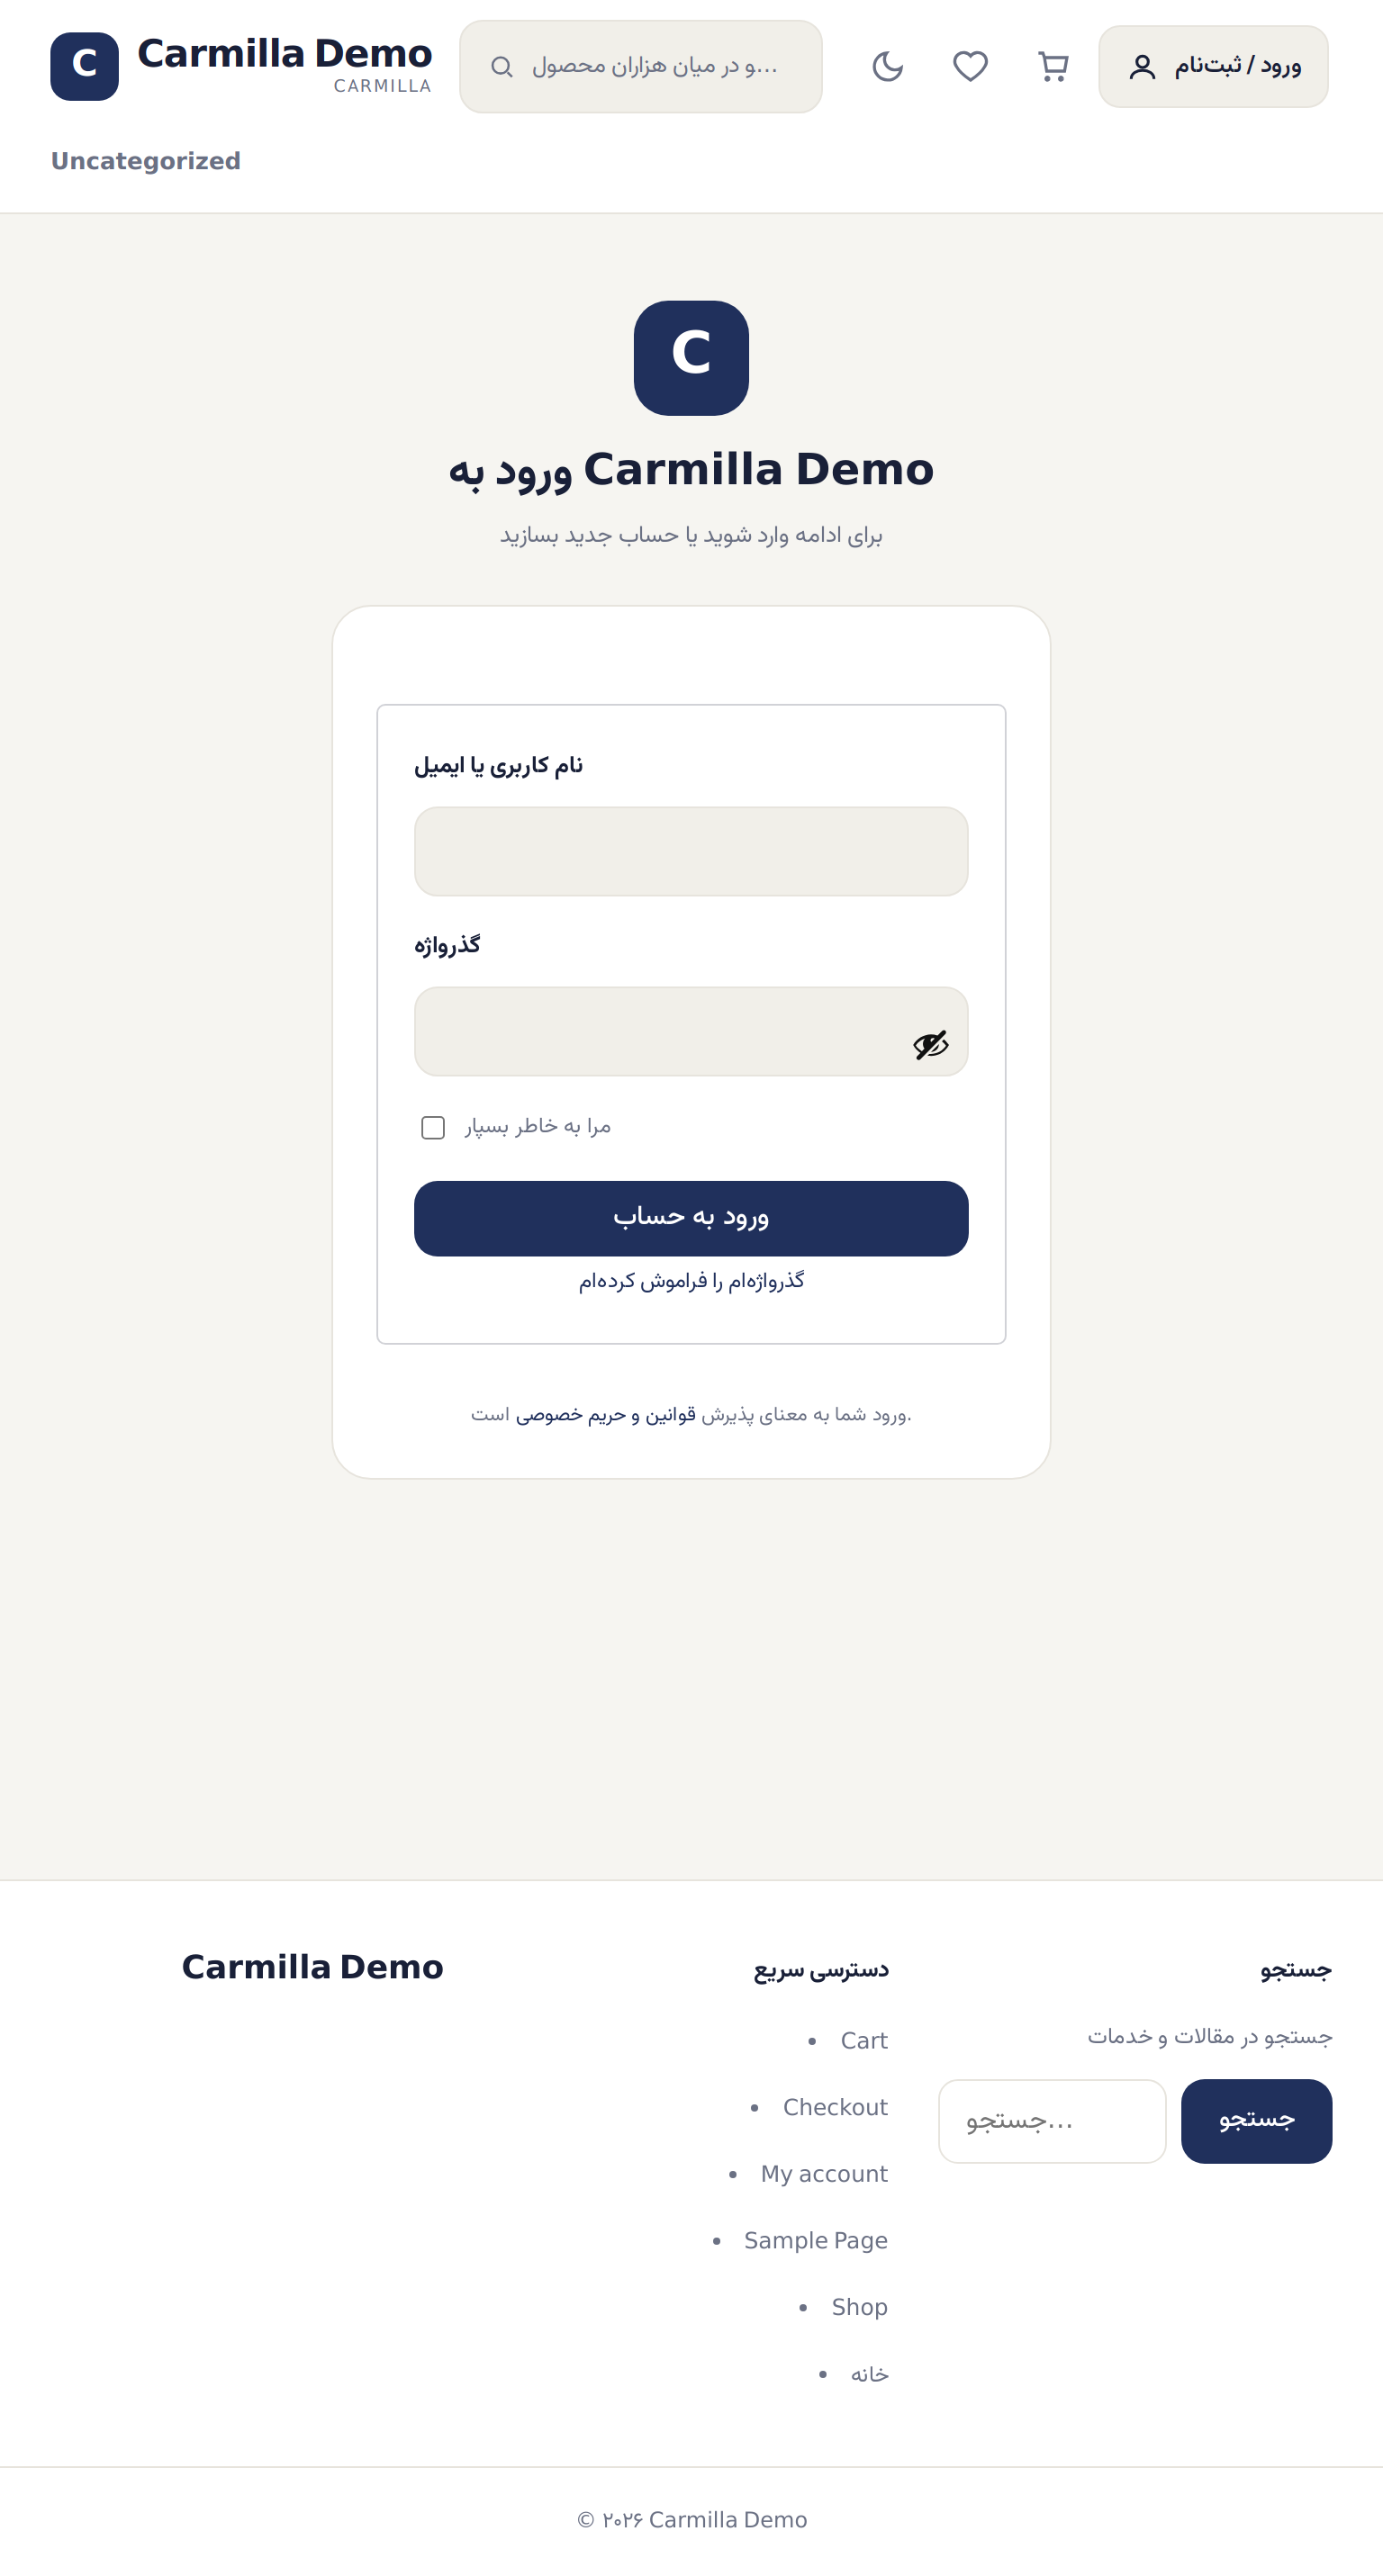 C
Carmilla Demo
CARMILLA
و در میان هزاران محصول...
ورود / ثبت‌نام
Uncategorized
C
ورود به Carmilla Demo
برای ادامه وارد شوید یا حساب جدید بسازید
نام کاربری یا ایمیل
گذرواژه
مرا به خاطر بسپار
ورود به حساب
گذرواژه‌ام را فراموش کرده‌ام
ورود شما به معنای پذیرش قوانین و حریم خصوصی است.
Carmilla Demo
دسترسی سریع
Cart
Checkout
My account
Sample Page
Shop
خانه
جستجو
جستجو در مقالات و خدمات
جستجو...
جستجو
© ۲۰۲۶ Carmilla Demo